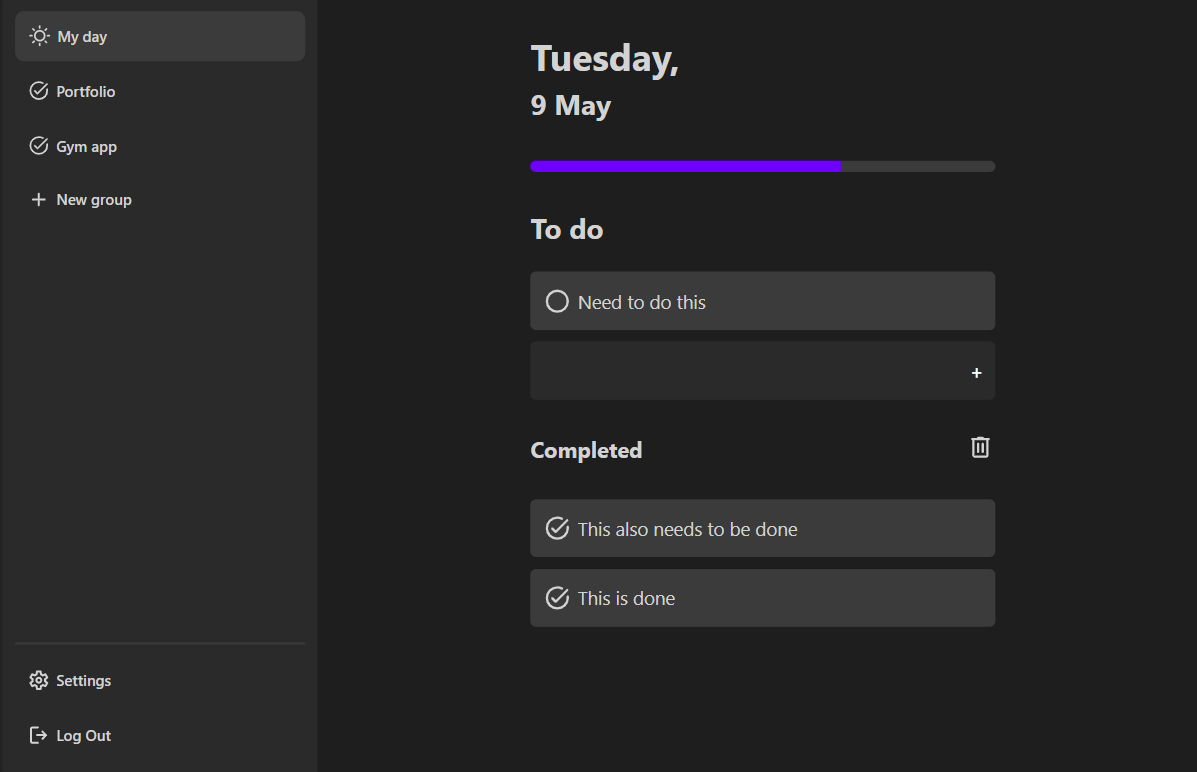 My day
Portfolio
Gym app
New group
Settings
Log Out
Tuesday,
9 May
To do
Need to do this
+
Completed
This also needs to be done
This is done